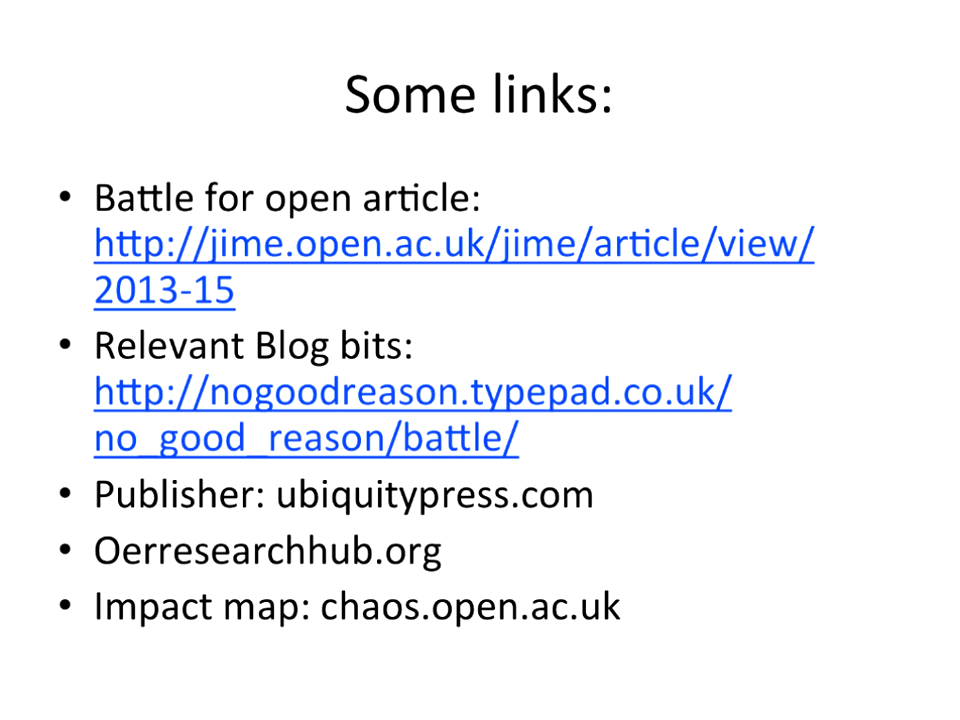 Some links:
• Battle for open article:
http://jime.open.ac.uk/jime/article/view/
2013-15
• Relevant Blog bits:
http://nogoodreason.typepad.co.uk/
no_good_reason/battle/
• Publisher: ubiquitypress.com
• Oerresearchhub.org
• Impact map: chaos.open.ac.uk